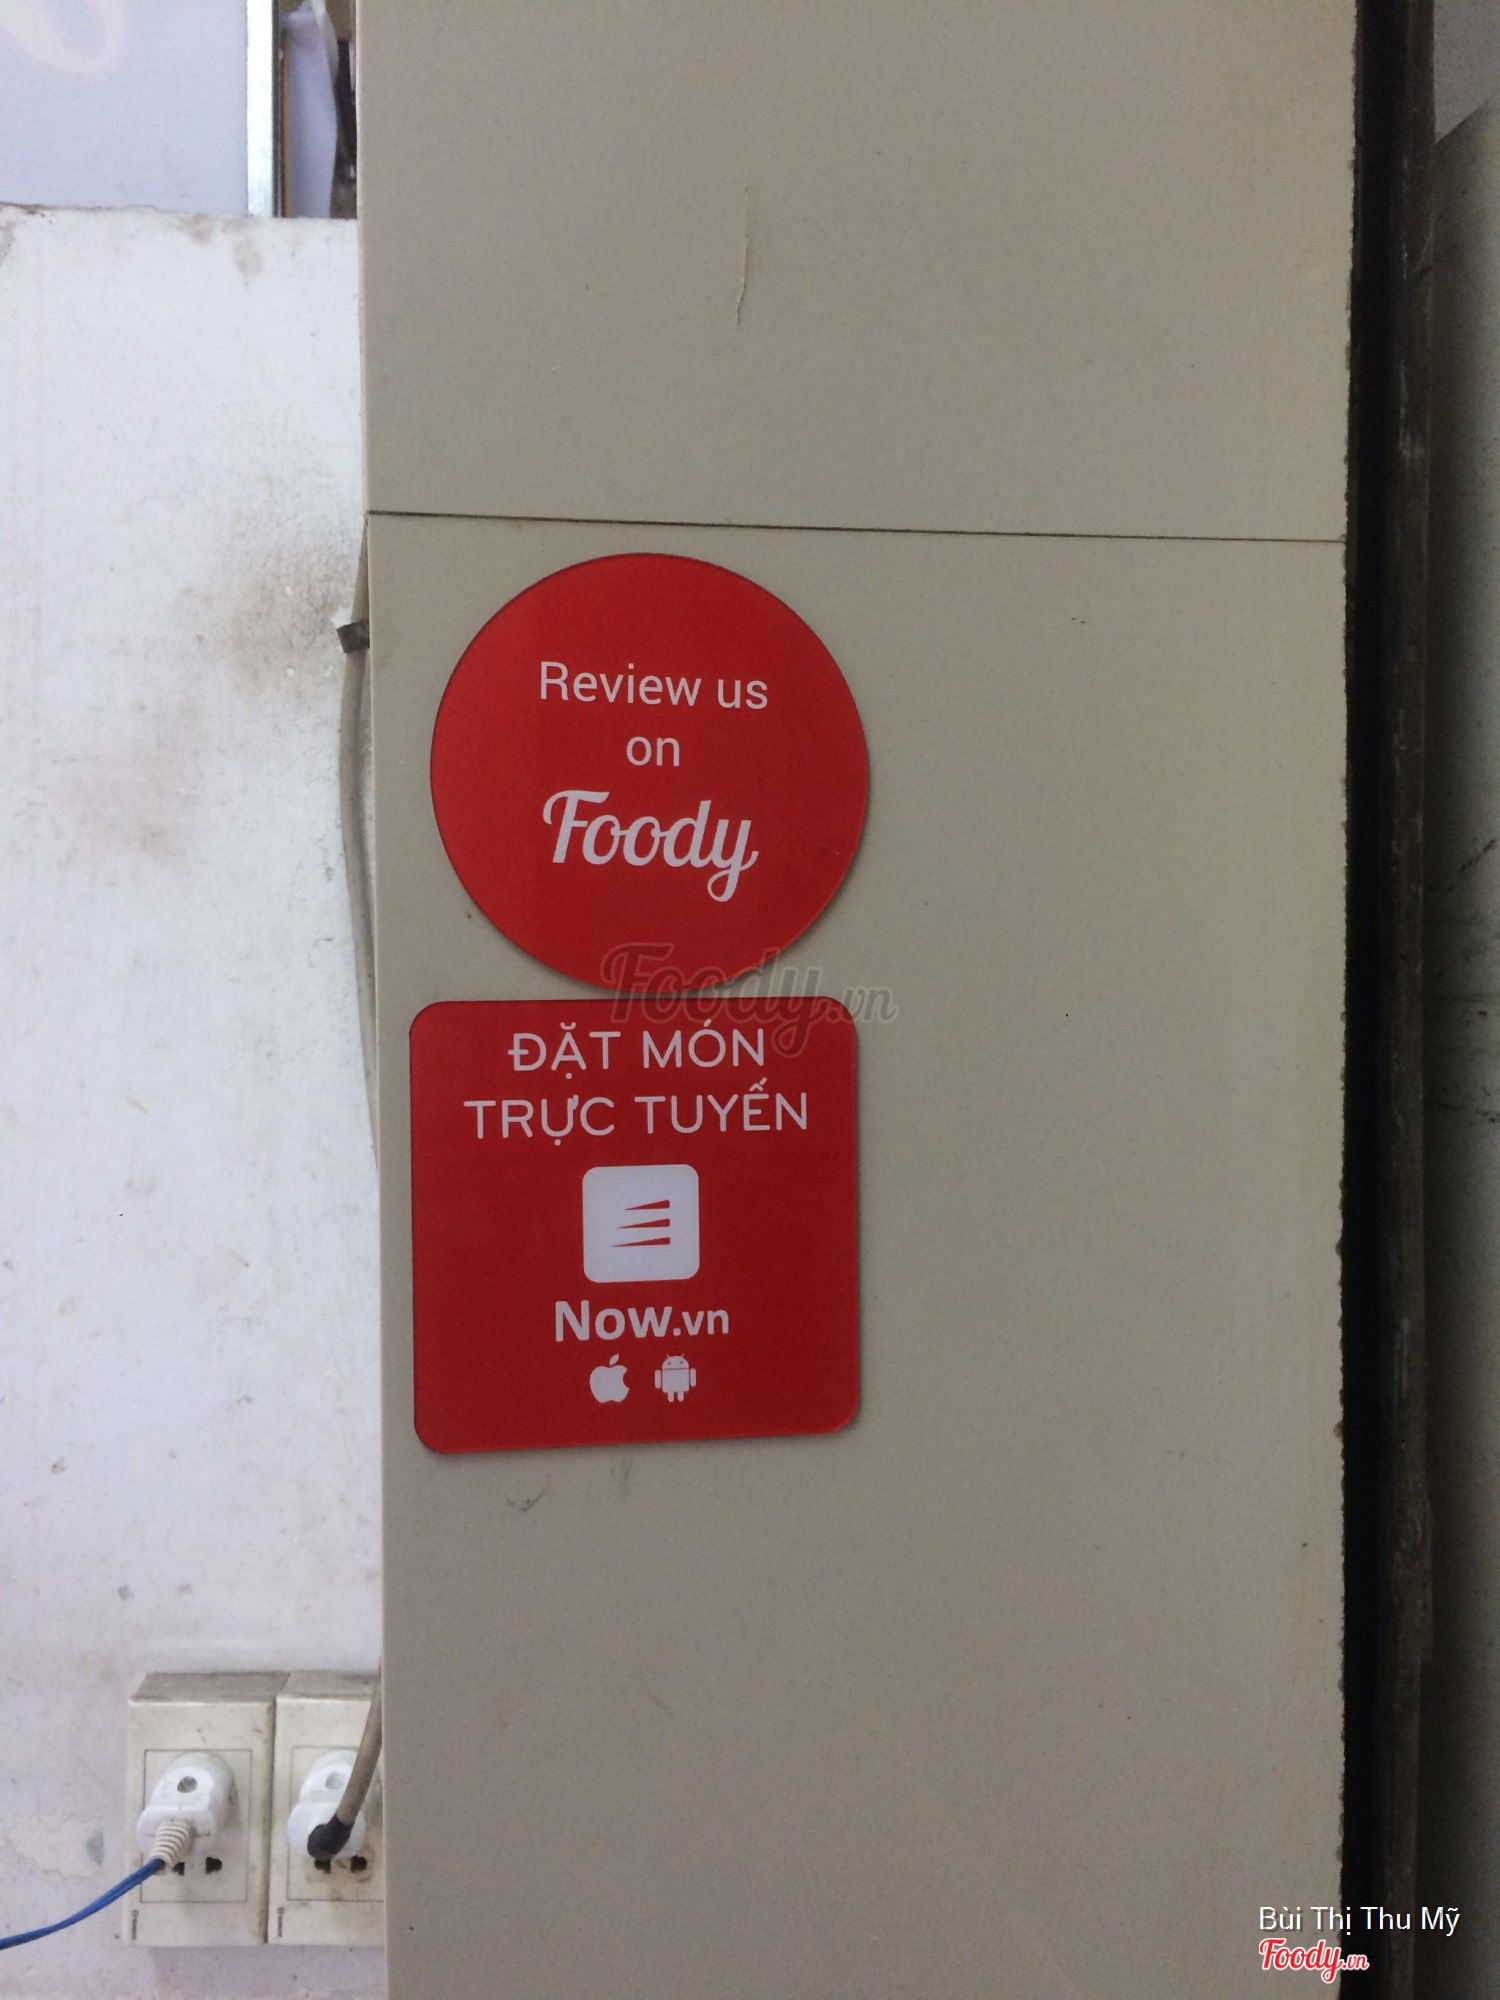 Review us
on
Foody
Foody.vn
ĐẶT MÓN
TRỰC TUYẾN
Now.vn
Bùi Thị Thu Mỹ
Foody.vn